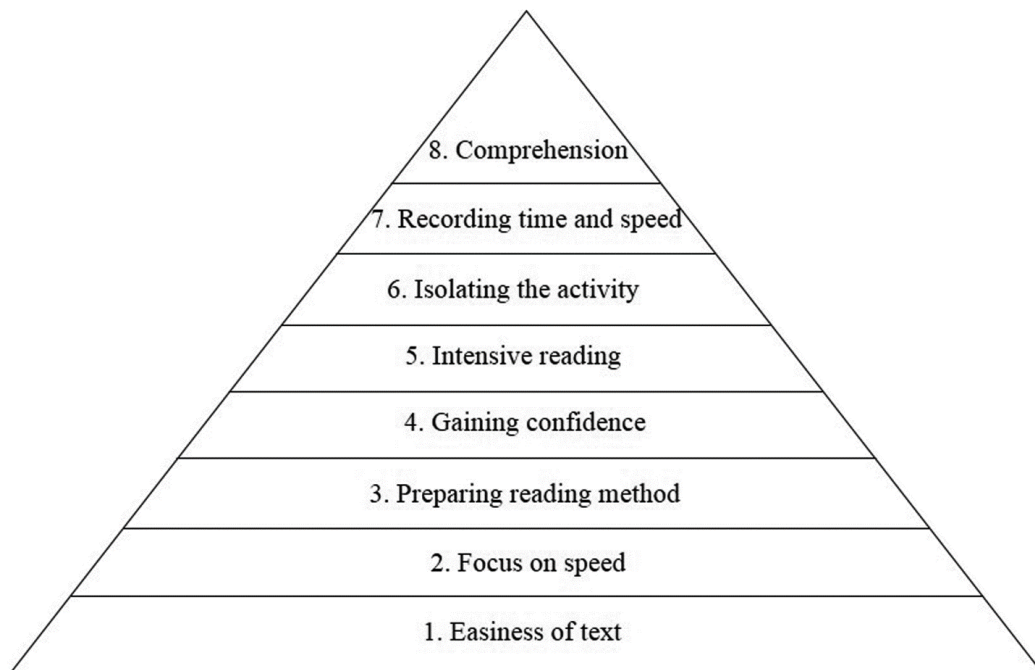 8. Comprehension
7. Recording time and speed
6. Isolating the activity
5. Intensive reading
4. Gaining confidence
3. Preparing reading method
2. Focus on speed
1. Easiness of text